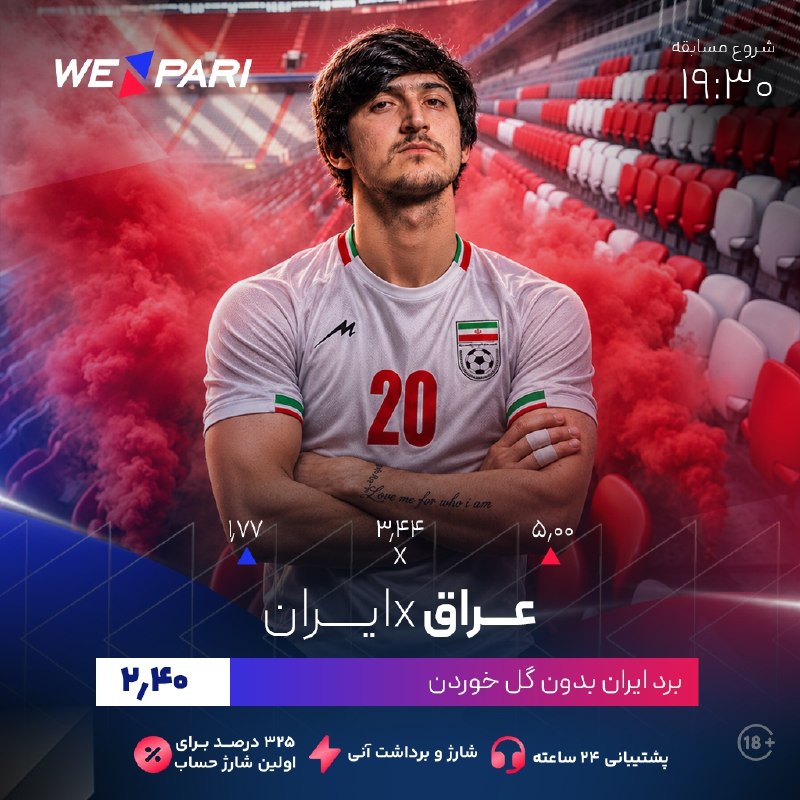 WE PARI
شروع مسابقه
۱۹:۳۰
20
Love me for who i am
۱٫۷۷
۳٫۴۴
۵٫۰۰
X
عراق x ایران
برد ایران بدون گل خوردن
۲٫۴۰
پشتیبانی ۲۴ ساعته
شارژ و برداشت آنی
۳۲۵ درصد برای
اولین شارژ حساب
18+